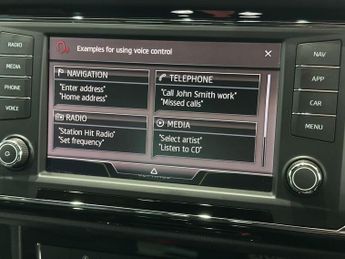 RADIO
MEDIA
PHONE
VOICE
Examples for using voice control
NAVIGATION
"Enter address"
"Home address"
TELEPHONE
"Call John Smith work"
"Missed calls"
RADIO
"Station Hit Radio"
"Set frequency"
MEDIA
"Select artist"
"Listen to CD"
NAV
APP
CAR
MENU